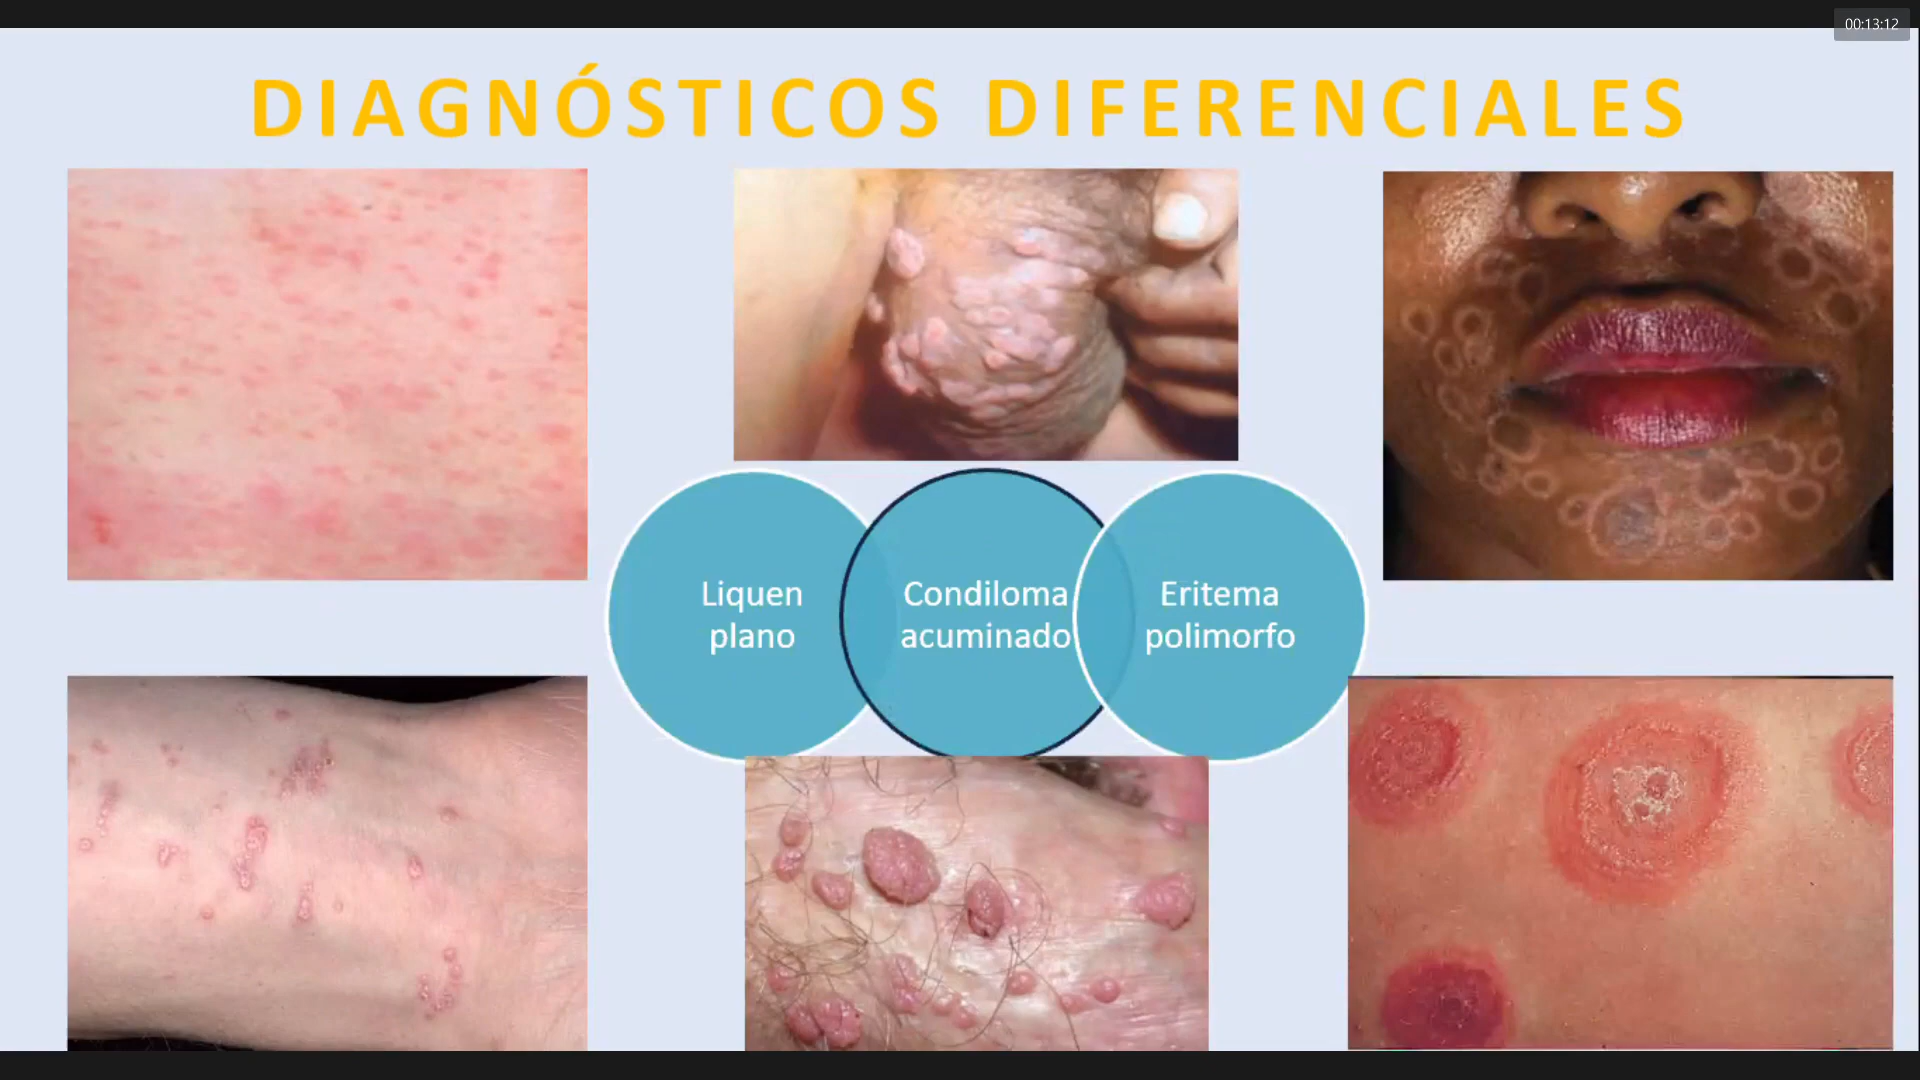 00:13:12
DIAGNÓSTICOS DIFERENCIALES
Liquen
plano
Condiloma
acuminado
Eritema
polimorfo